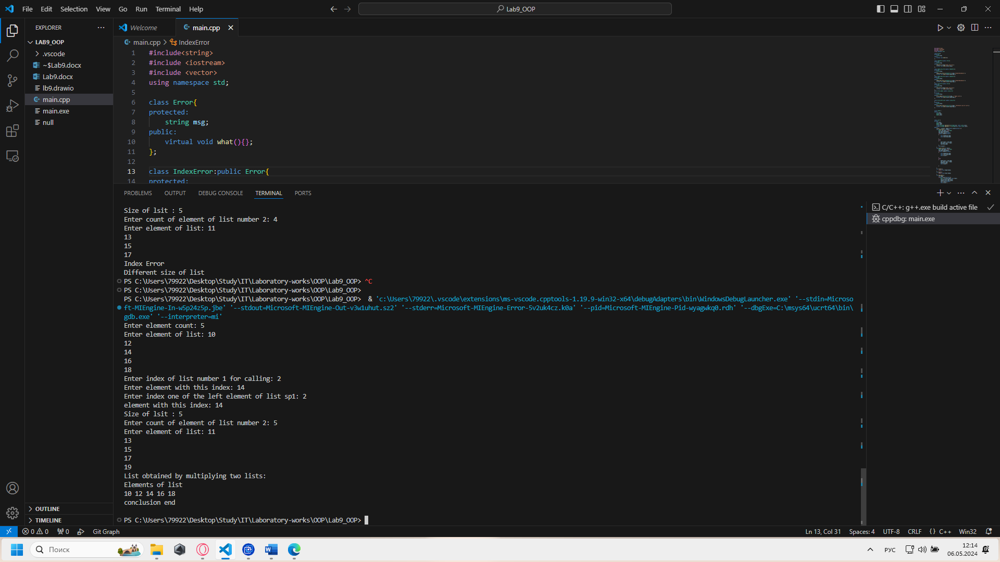 File Edit Selection View Go Run Terminal Help
Lab9_OOP
EXPLORER
LAB9_OOP
.vscode
~$Lab9.docx
Lab9.docx
lb9.drawio
main.cpp
main.exe
null
OUTLINE
TIMELINE
Welcome
main.cpp
main.cpp > IndexError
1 #include<string>
2 #include <iostream>
3 #include <vector>
4 using namespace std;
5
6 class Error{
7 protected:
8 string msg;
9 public:
10 virtual void what(){};
11 };
12
13 class IndexError:public Error{
14 protected:
PROBLEMS OUTPUT DEBUG CONSOLE TERMINAL PORTS
Size of lsit : 5
Enter count of element of list number 2: 4
Enter element of list: 11
13
15
17
Index Error
Different size of list
PS C:\Users\79922\Desktop\Study\IT\Laboratory-works\OOP\Lab9_OOP> ^C
PS C:\Users\79922\Desktop\Study\IT\Laboratory-works\OOP\Lab9_OOP>
PS C:\Users\79922\Desktop\Study\IT\Laboratory-works\OOP\Lab9_OOP> & 'c:\Users\79922\.vscode\extensions\ms-vscode.cpptools-1.19.9-win32-x64\debugAdapters\bin\WindowsDebugLauncher.exe' '--stdin=Microso
ft-MIEngine-In-w5p24z5p.jbe' '--stdout=Microsoft-MIEngine-Out-v3w1uhut.sz2' '--stderr=Microsoft-MIEngine-Error-5v2uk4cz.k0a' '--pid=Microsoft-MIEngine-Pid-wyagwkq0.rdh' '--dbgExe=C:\msys64\ucrt64\bin\
gdb.exe' '--interpreter=mi'
Enter element count: 5
Enter element of list: 10
12
14
16
18
Enter index of list number 1 for calling: 2
Enter element with this index: 14
Enter index one of the left element of list sp1: 2
element with this index: 14
Size of lsit : 5
Enter count of element of list number 2: 5
Enter element of list: 11
13
15
17
19
List obtained by multiplying two lists:
Elements of list
10 12 14 16 18
conclusion end
PS C:\Users\79922\Desktop\Study\IT\Laboratory-works\OOP\Lab9_OOP>
C/C++: g++.exe build active file
cppdbg: main.exe
0 0 0 Git Graph
Ln 13, Col 31 Spaces: 4 UTF-8 CRLF {} C++ Win32
Поиск
РУС
12:14
06.05.2024